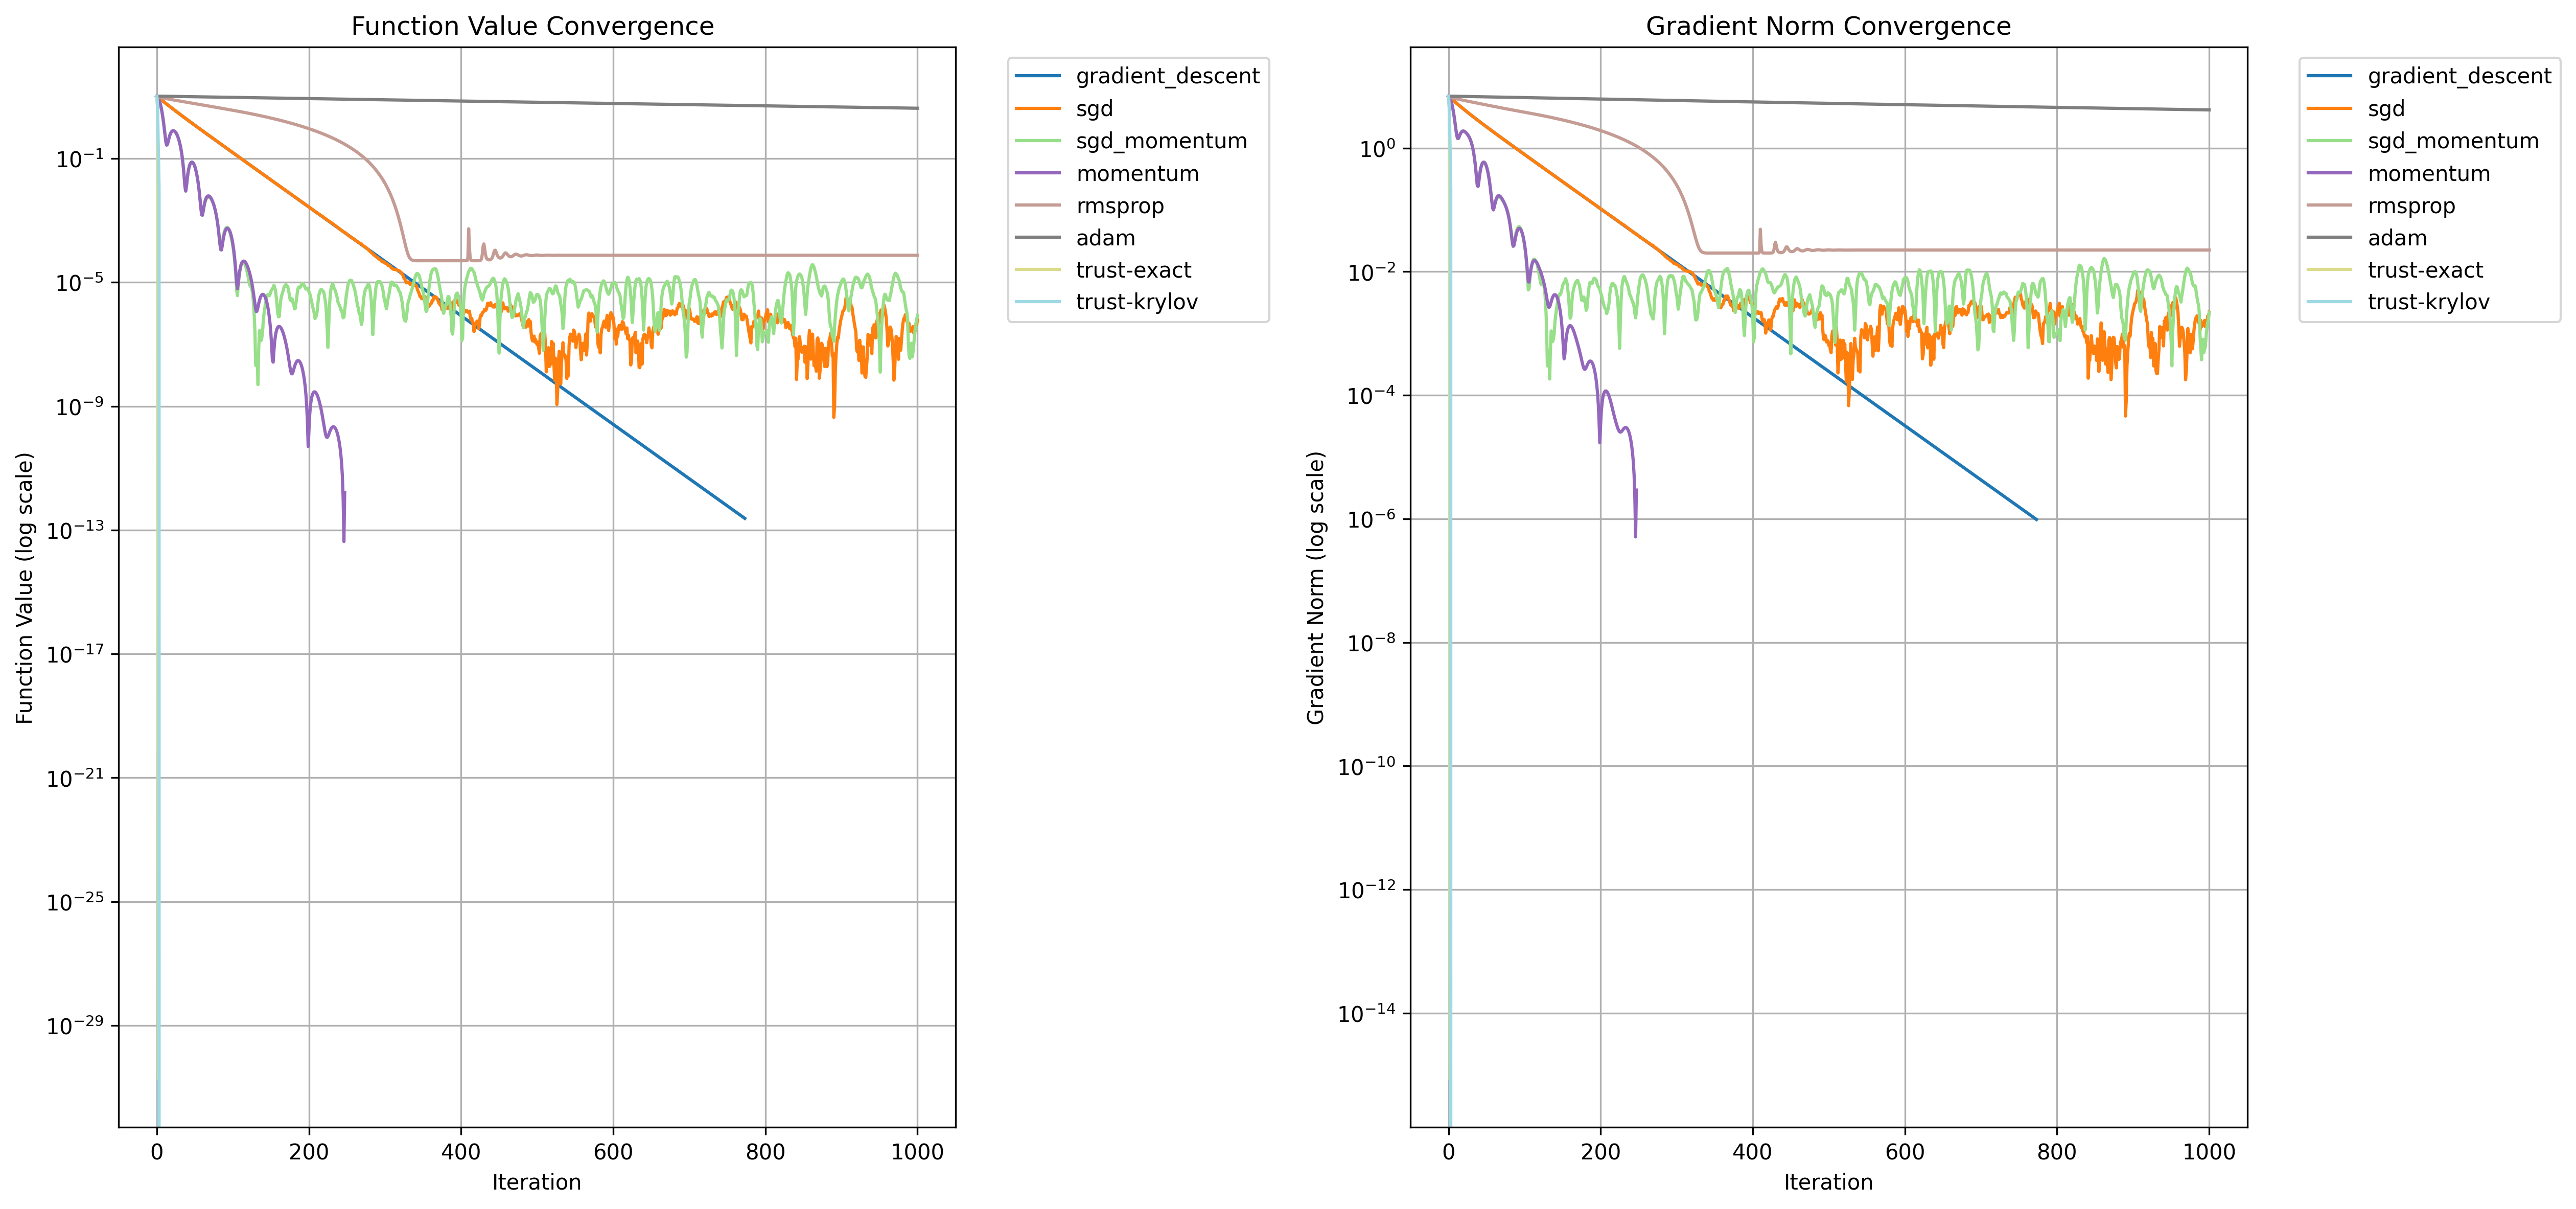 Function Value Convergence
Function Value (log scale)
10⁻¹
10⁻⁵
10⁻⁹
10⁻¹³
10⁻¹⁷
10⁻²¹
10⁻²⁵
10⁻²⁹
0 200 400 600 800 1000
Iteration
gradient_descent
sgd
sgd_momentum
momentum
rmsprop
adam
trust-exact
trust-krylov
Gradient Norm Convergence
Gradient Norm (log scale)
10⁰
10⁻²
10⁻⁴
10⁻⁶
10⁻⁸
10⁻¹⁰
10⁻¹²
10⁻¹⁴
0 200 400 600 800 1000
Iteration
gradient_descent
sgd
sgd_momentum
momentum
rmsprop
adam
trust-exact
trust-krylov